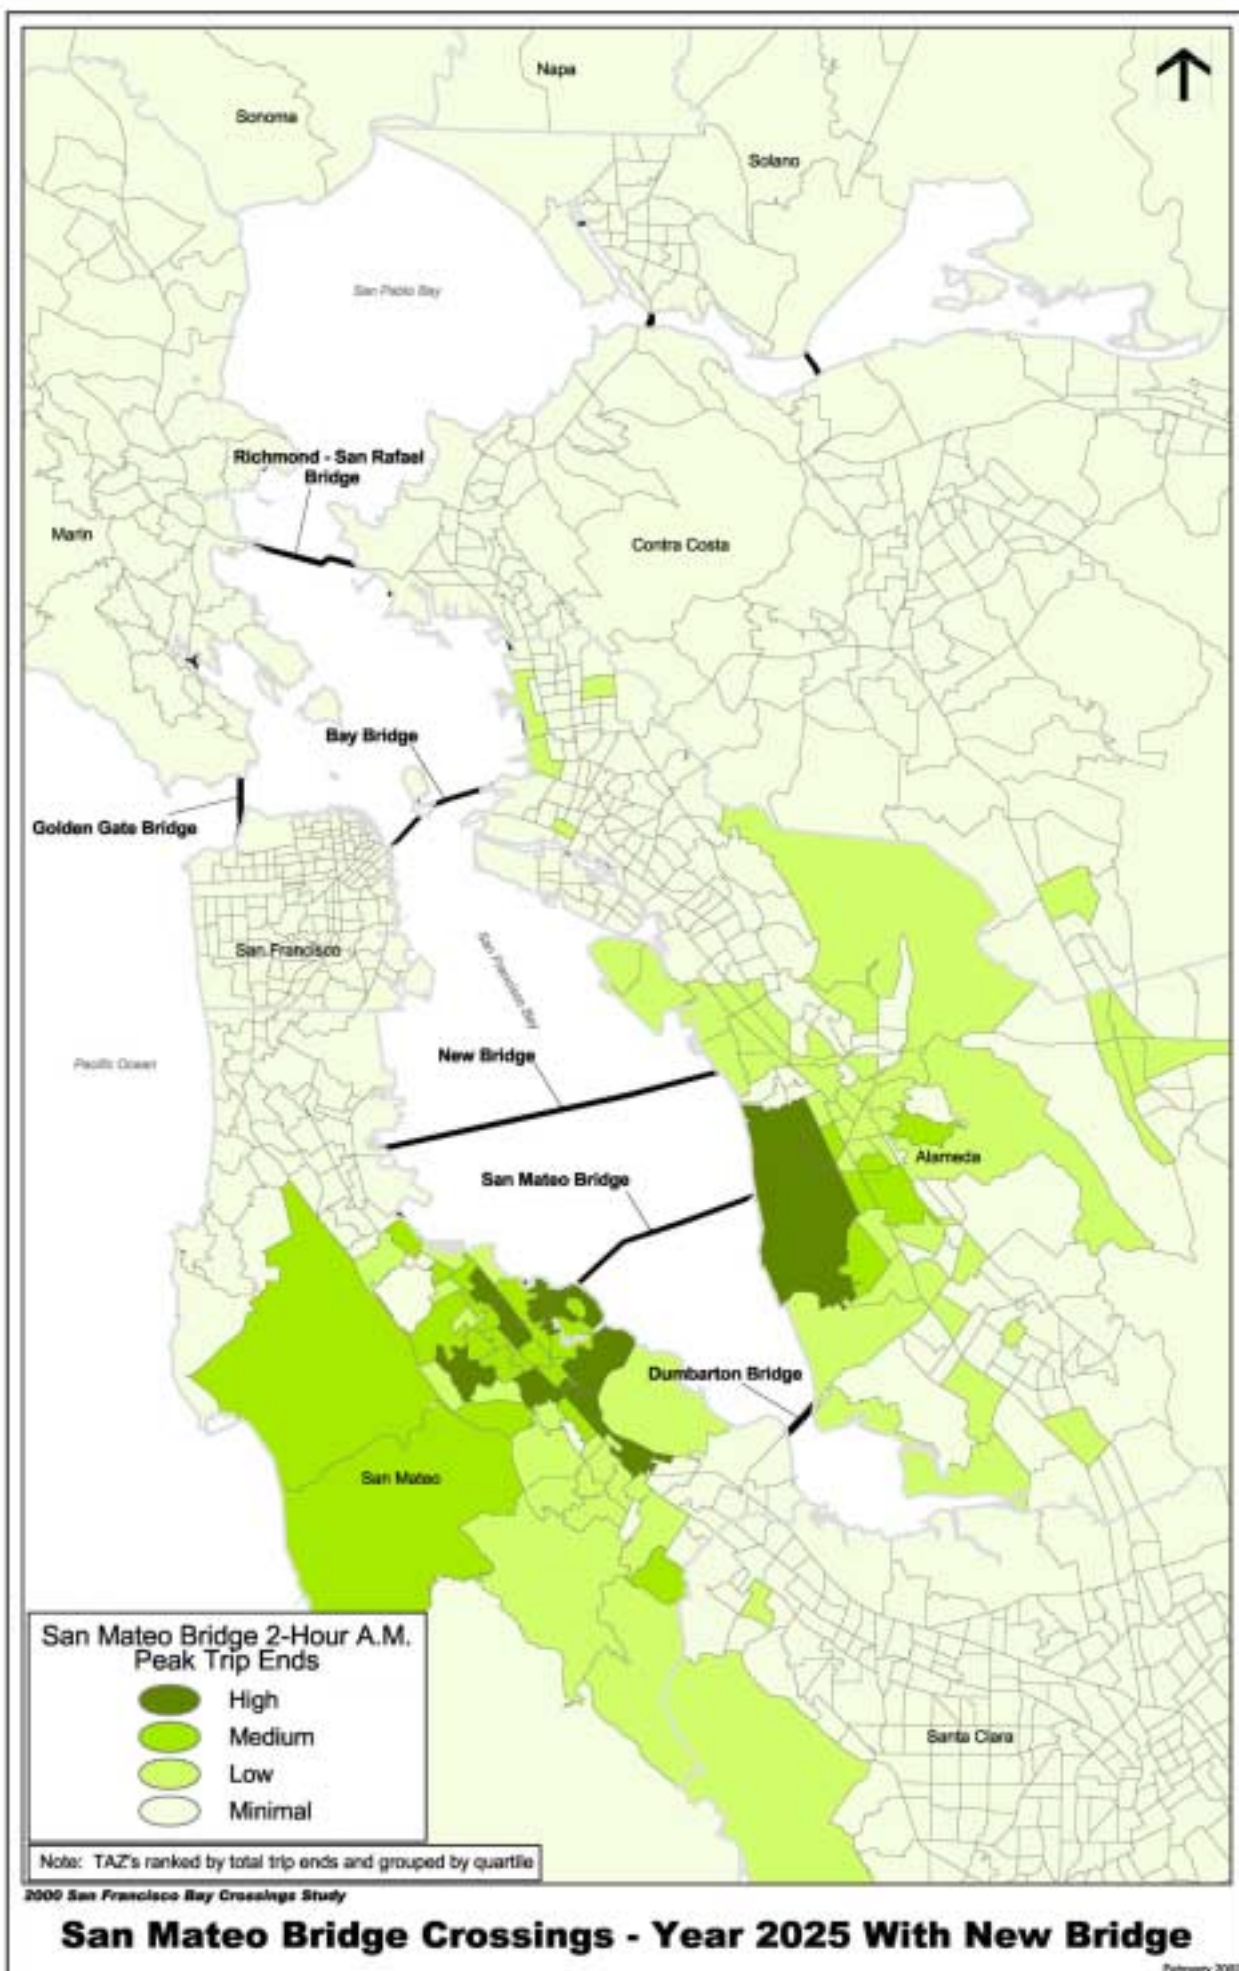 Napa
Sonoma
Solano
San Pablo Bay
Richmond - San Rafael
Bridge
Marin
Contra Costa
Bay Bridge
Golden Gate Bridge
San Francisco
San Francisco Bay
New Bridge
Pacific Ocean
San Mateo Bridge
Alameda
Dumbarton Bridge
San Mateo
Santa Clara
San Mateo Bridge 2-Hour A.M.
Peak Trip Ends
High
Medium
Low
Minimal
Note: TAZ's ranked by total trip ends and grouped by quartile
2000 San Francisco Bay Crossings Study
San Mateo Bridge Crossings - Year 2025 With New Bridge
February